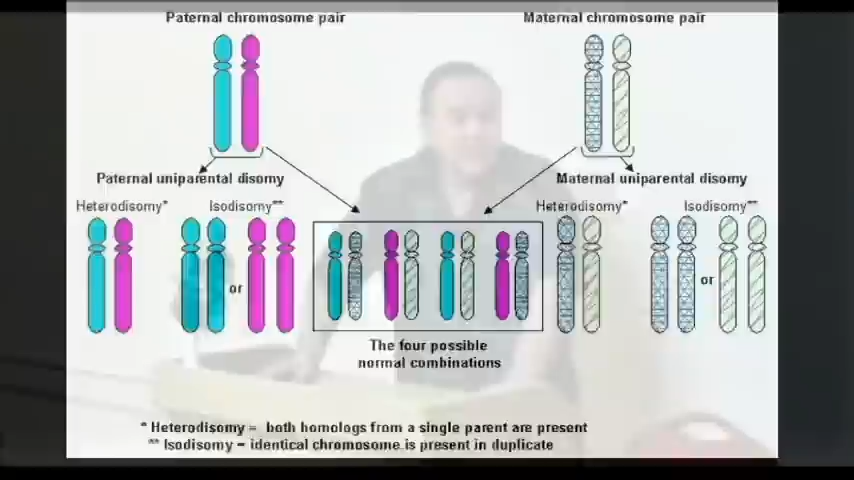 Paternal chromosome pair
Maternal chromosome pair
Paternal uniparental disomy
Maternal uniparental disomy
Heterodisomy*
Isodisomy**
Heterodisomy*
Isodisomy**
or
or
The four possible
normal combinations
* Heterodisomy = both homologs from a single parent are present
** Isodisomy = identical chromosome is present in duplicate